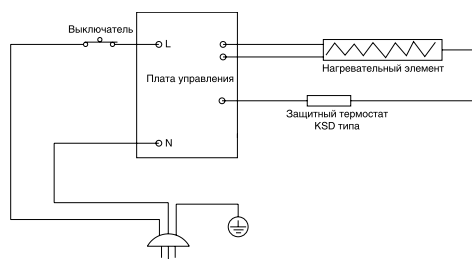 Выключатель
L
Плата управления
Нагревательный элемент
Защитный термостат
KSD типа
N